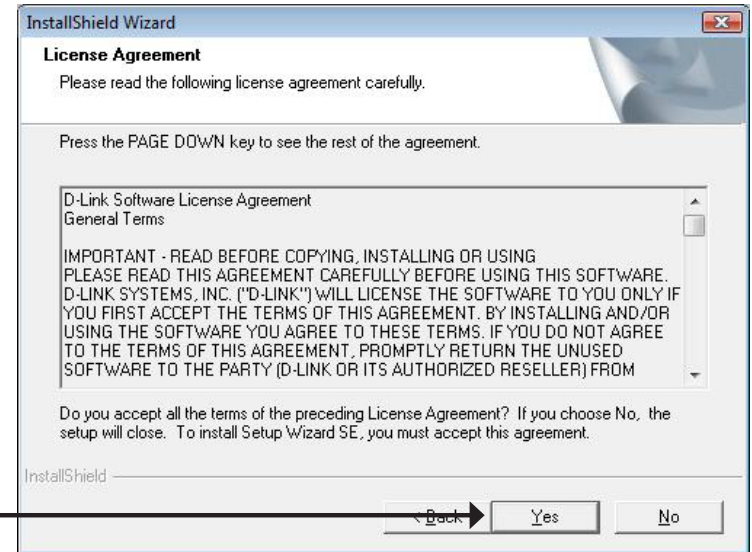 InstallShield Wizard
License Agreement
Please read the following license agreement carefully.
Press the PAGE DOWN key to see the rest of the agreement.
D-Link Software License Agreement
General Terms
IMPORTANT - READ BEFORE COPYING, INSTALLING OR USING
PLEASE READ THIS AGREEMENT CAREFULLY BEFORE USING THIS SOFTWARE.
D-LINK SYSTEMS, INC. ("D-LINK") WILL LICENSE THE SOFTWARE TO YOU ONLY IF
YOU FIRST ACCEPT THE TERMS OF THIS AGREEMENT. BY INSTALLING AND/OR
USING THE SOFTWARE YOU AGREE TO THESE TERMS. IF YOU DO NOT AGREE
TO THE TERMS OF THIS AGREEMENT, PROMPTLY RETURN THE UNUSED
SOFTWARE TO THE PARTY (D-LINK OR ITS AUTHORIZED RESELLER) FROM
Do you accept all the terms of the preceding License Agreement? If you choose No, the
setup will close. To install Setup Wizard SE, you must accept this agreement.
InstallShield
< Back Yes No